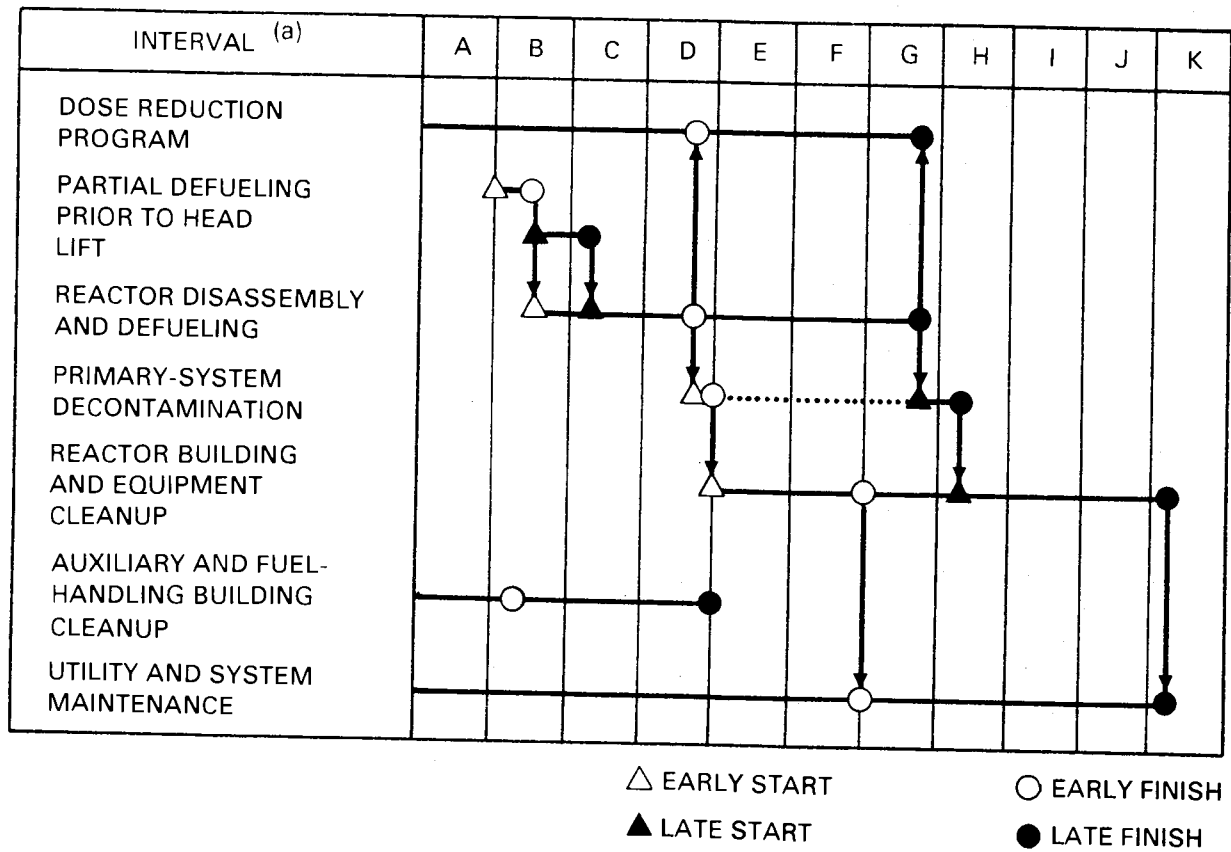 INTERVAL (a) A B C D E F G H I J K
DOSE REDUCTION
PROGRAM
PARTIAL DEFUELING
PRIOR TO HEAD
LIFT
REACTOR DISASSEMBLY
AND DEFUELING
PRIMARY-SYSTEM
DECONTAMINATION
REACTOR BUILDING
AND EQUIPMENT
CLEANUP
AUXILIARY AND FUEL-
HANDLING BUILDING
CLEANUP
UTILITY AND SYSTEM
MAINTENANCE
EARLY START EARLY FINISH
LATE START LATE FINISH